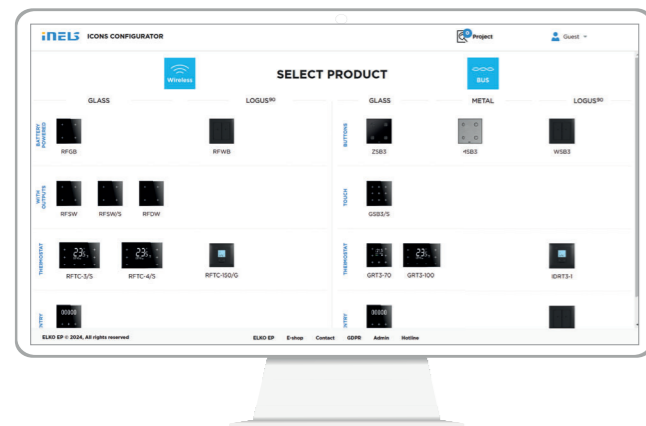 iNELS ICONS CONFIGURATOR
0 Project
Guest
Wireless
SELECT PRODUCT
BUS
GLASS LOGUS90 GLASS METAL LOGUS90
BATTERY POWERED
RFGB RFWB
BUTTONS
ZSB3 4SB3 WSB3
WITH OUTPUTS
RFSW RFSW/S RFDW
TOUCH
GSB3/S
THERMOSTAT
RFTC-3/S RFTC-4/S RFTC-150/G
THERMOSTAT
GRT3-70 GRT3-100 IDRT3-1
ELKO EP © 2024, All rights reserved
ELKO EP E-shop Contact GDPR Admin Hotline